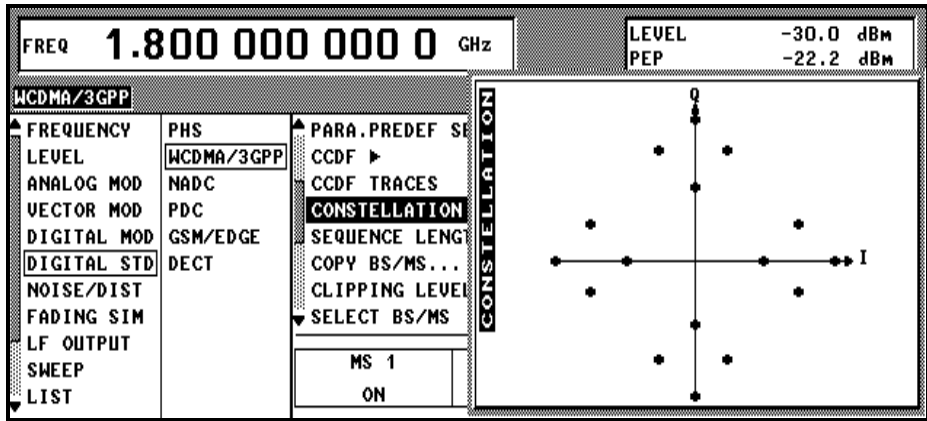 FREQ 1.800 000 000 0 GHz
LEVEL -30.0 dBm
PEP -22.2 dBm
WCDMA/3GPP
FREQUENCY
LEVEL
ANALOG MOD
VECTOR MOD
DIGITAL MOD
DIGITAL STD
NOISE/DIST
FADING SIM
LF OUTPUT
SWEEP
LIST
PHS
WCDMA/3GPP
NADC
PDC
GSM/EDGE
DECT
PARA.PREDEF SE
CCDF
CCDF TRACES
CONSTELLATION
SEQUENCE LENGT
COPY BS/MS...
CLIPPING LEVEL
SELECT BS/MS
MS 1
ON
CONSTELLATION
Q
I